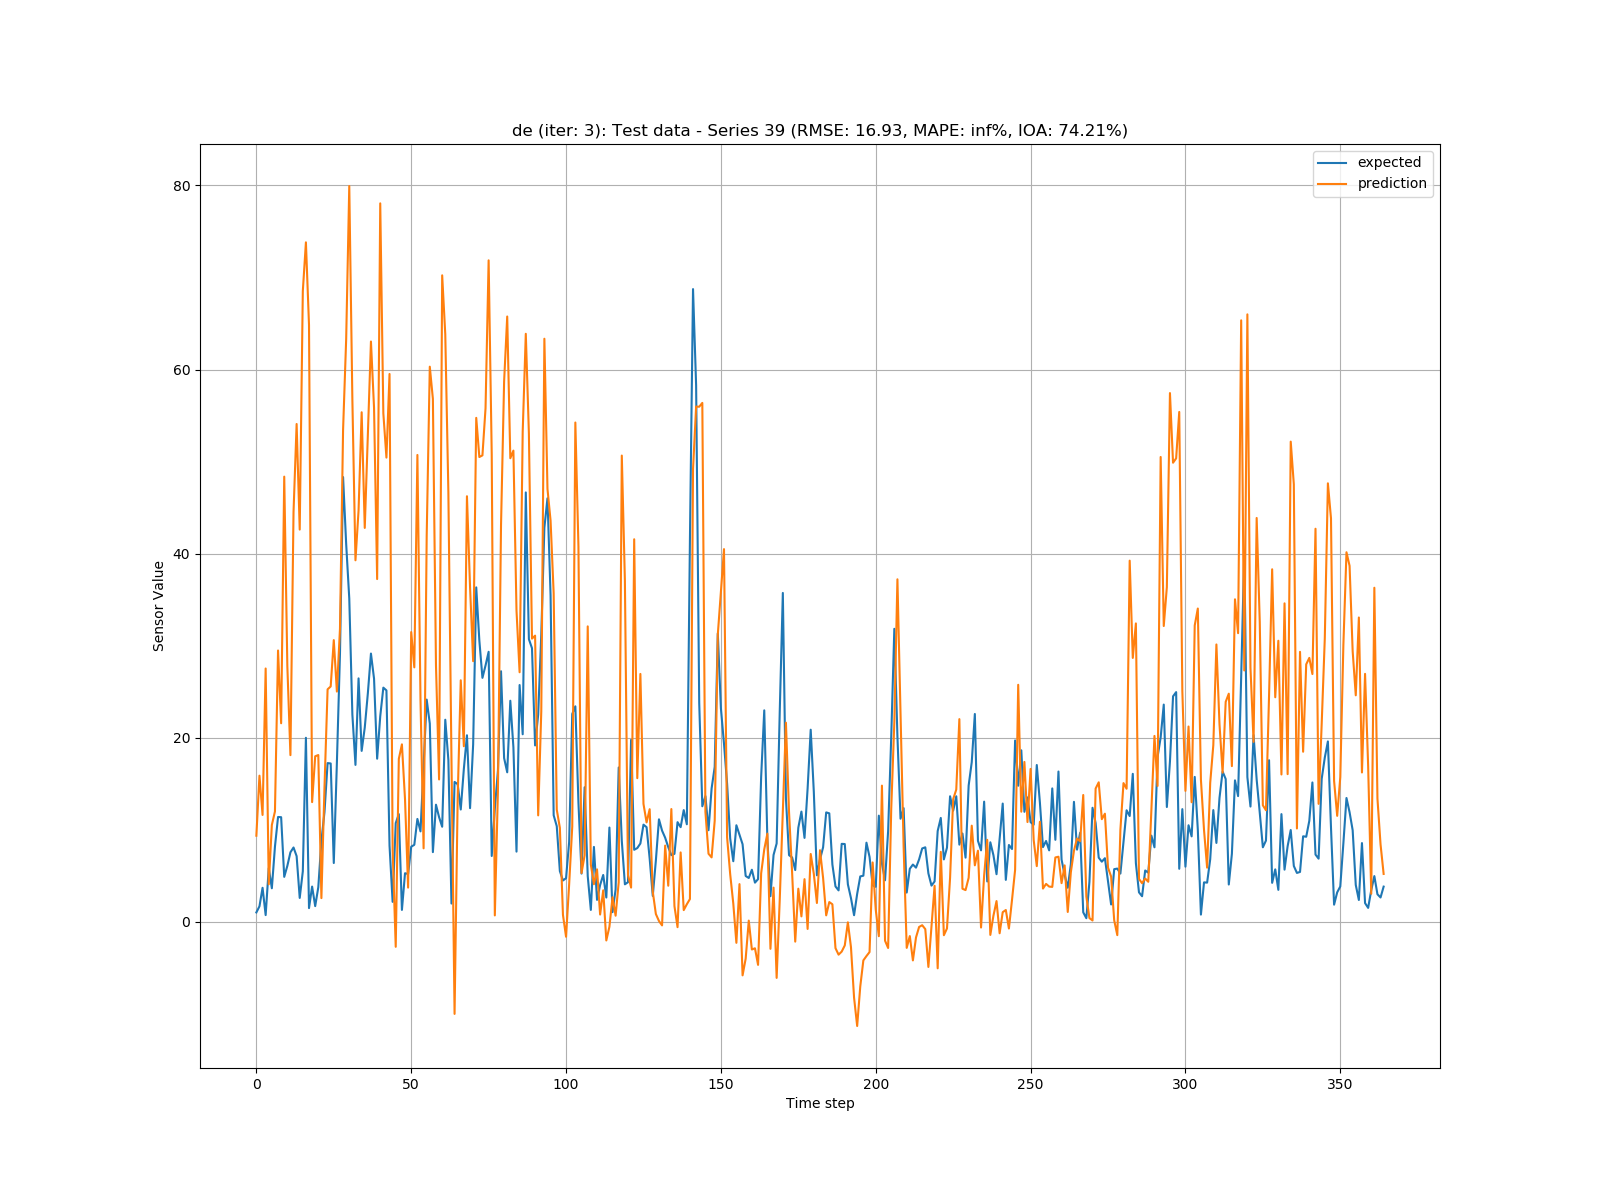 de (iter: 3): Test data - Series 39 (RMSE: 16.93, MAPE: inf%, IOA: 74.21%)
expected
prediction
80
60
40
20
0
Sensor Value
0 50 100 150 200 250 300 350
Time step